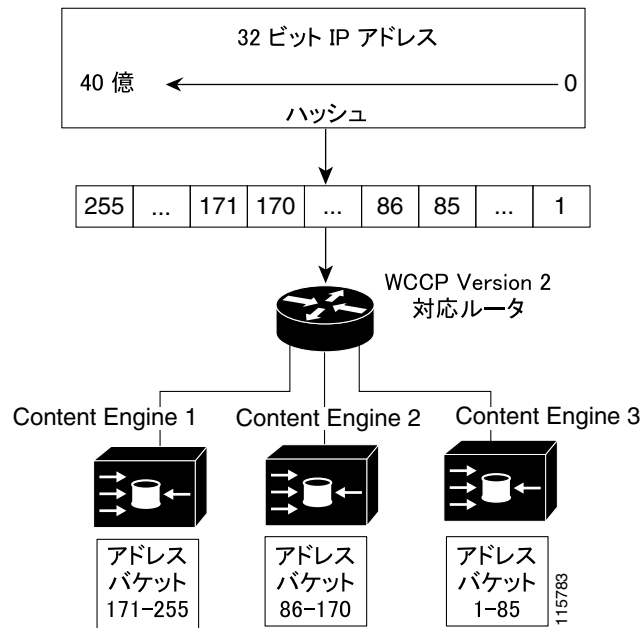 32 ビット IP アドレス
40 億
0
ハッシュ
255 ... 171 170 ... 86 85 ... 1
WCCP Version 2
対応ルータ
Content Engine 1
Content Engine 2
Content Engine 3
アドレス
バケット
171-255
アドレス
バケット
86-170
アドレス
バケット
1-85
115783